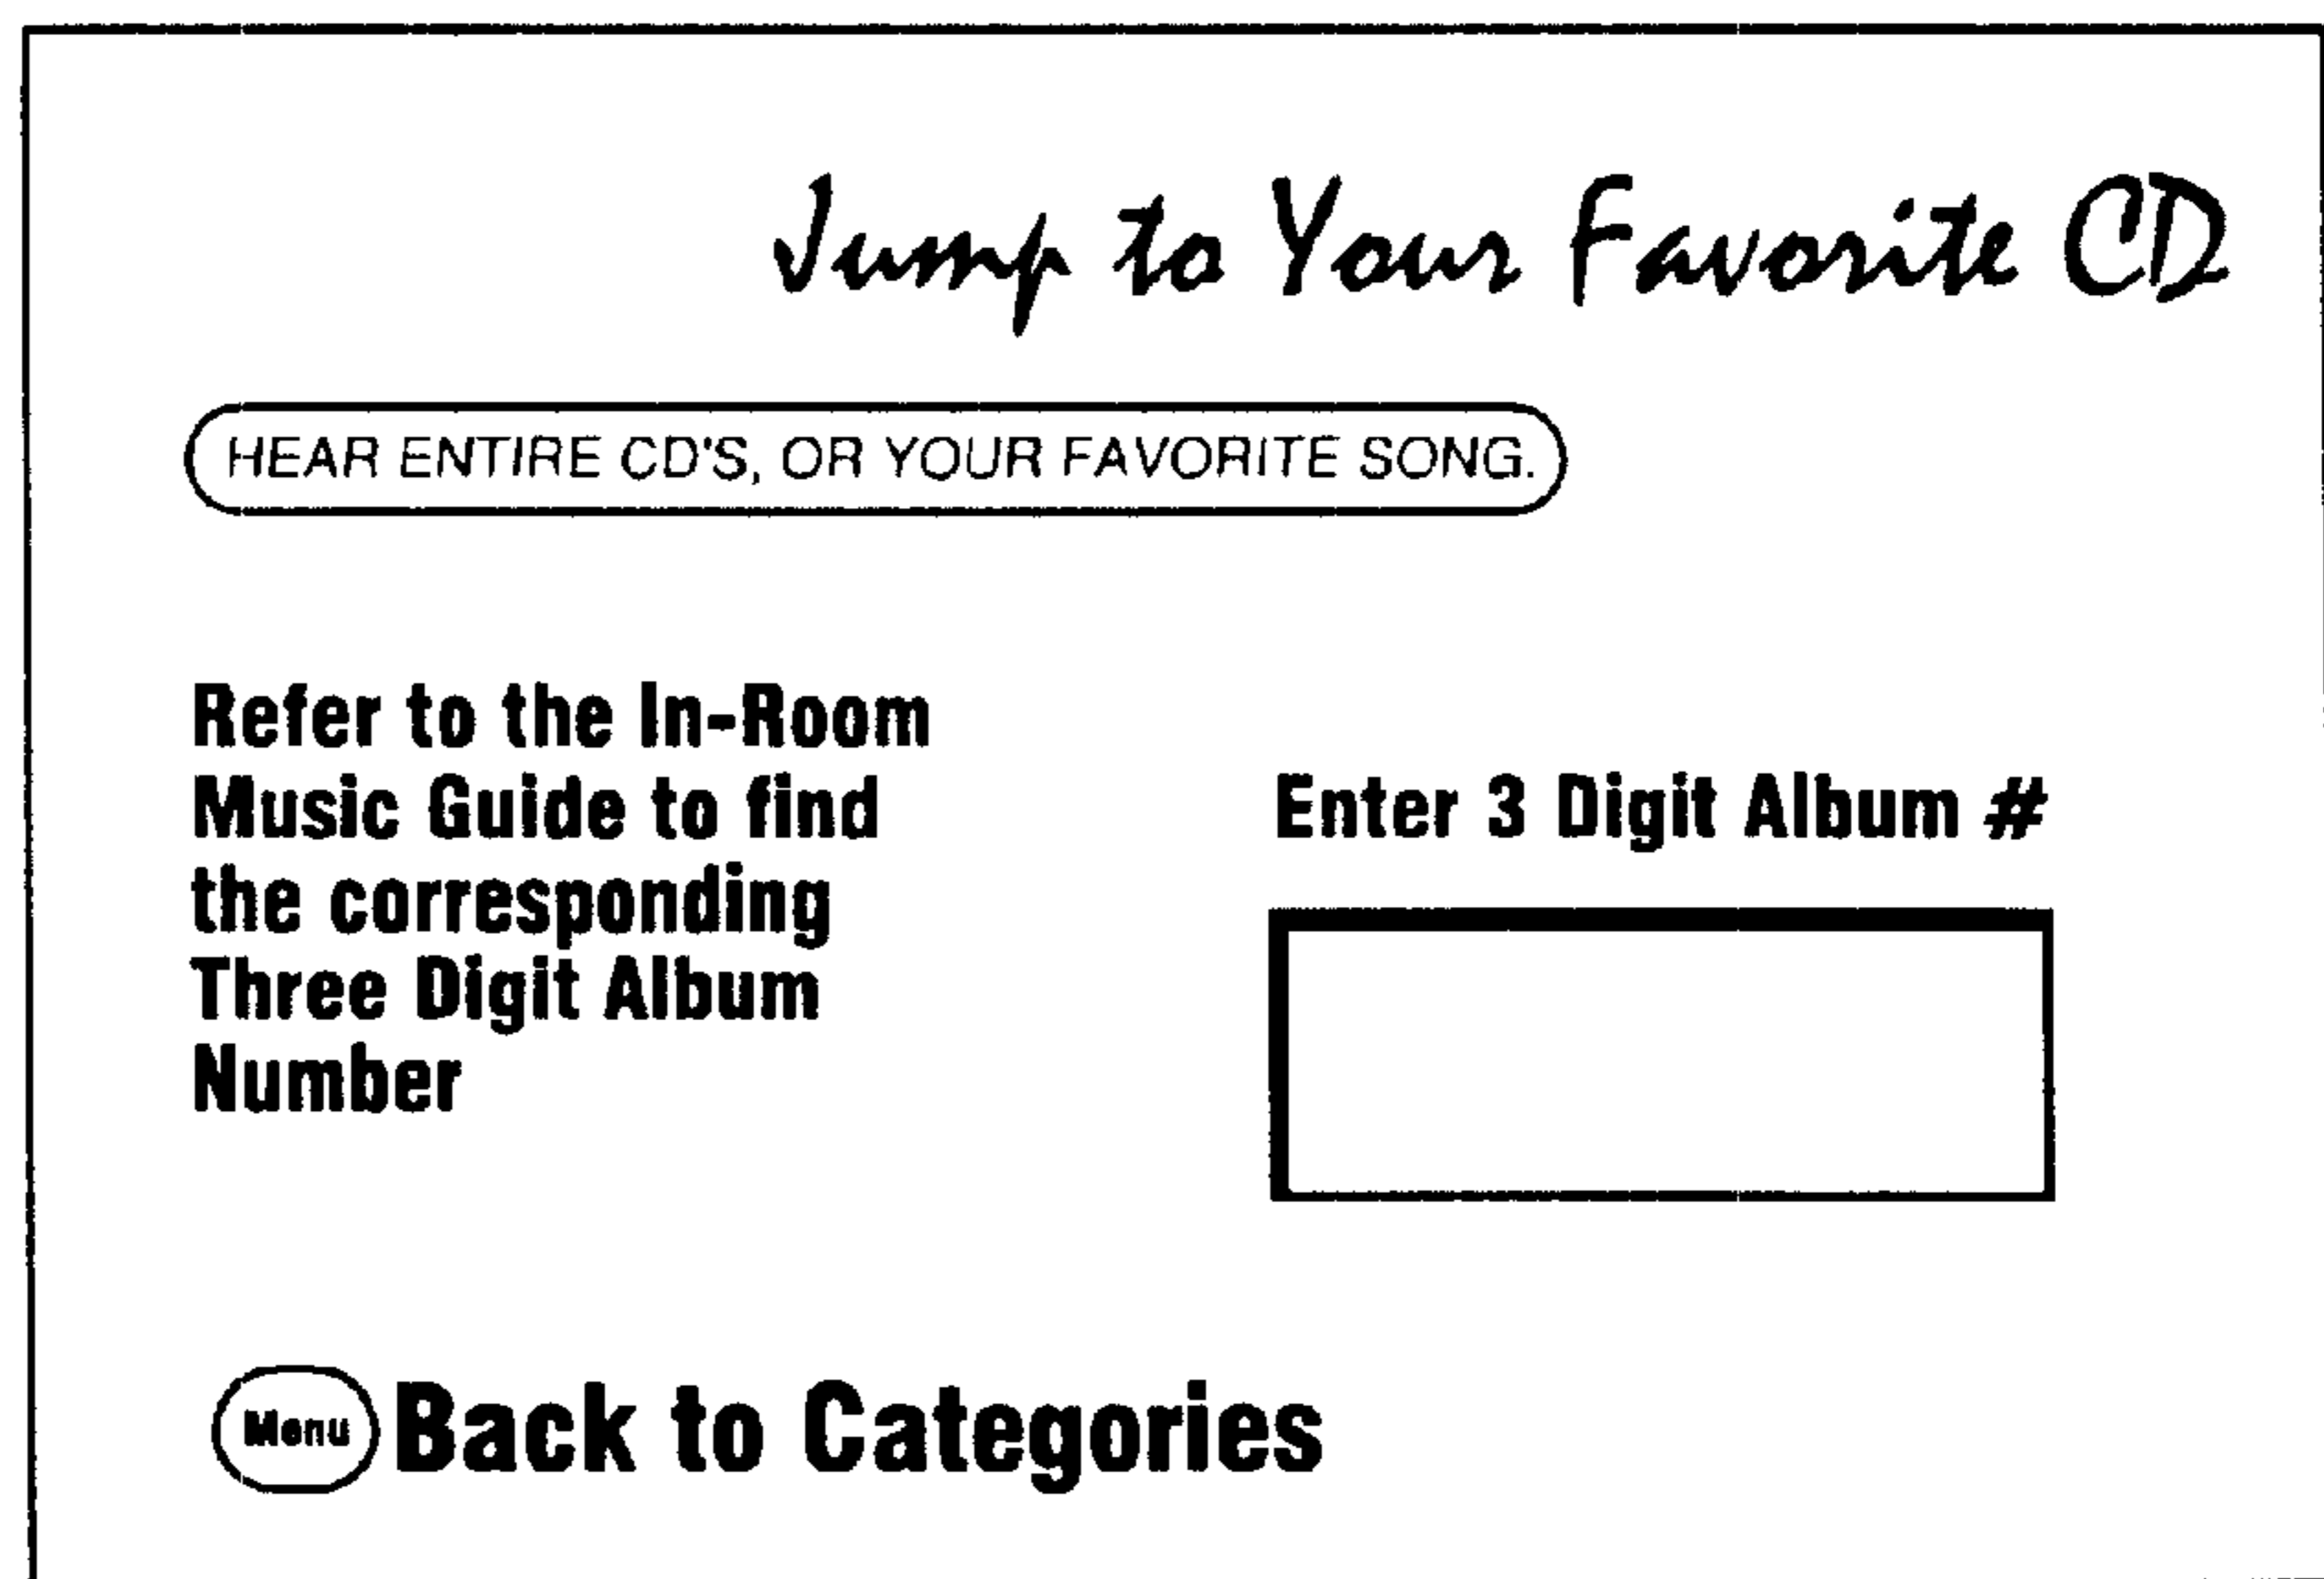 Jump to Your Favorite CD
HEAR ENTIRE CD'S, OR YOUR FAVORITE SONG.
Refer to the In-Room
Music Guide to find
the corresponding
Three Digit Album
Number
Enter 3 Digit Album #
Menu Back to Categories